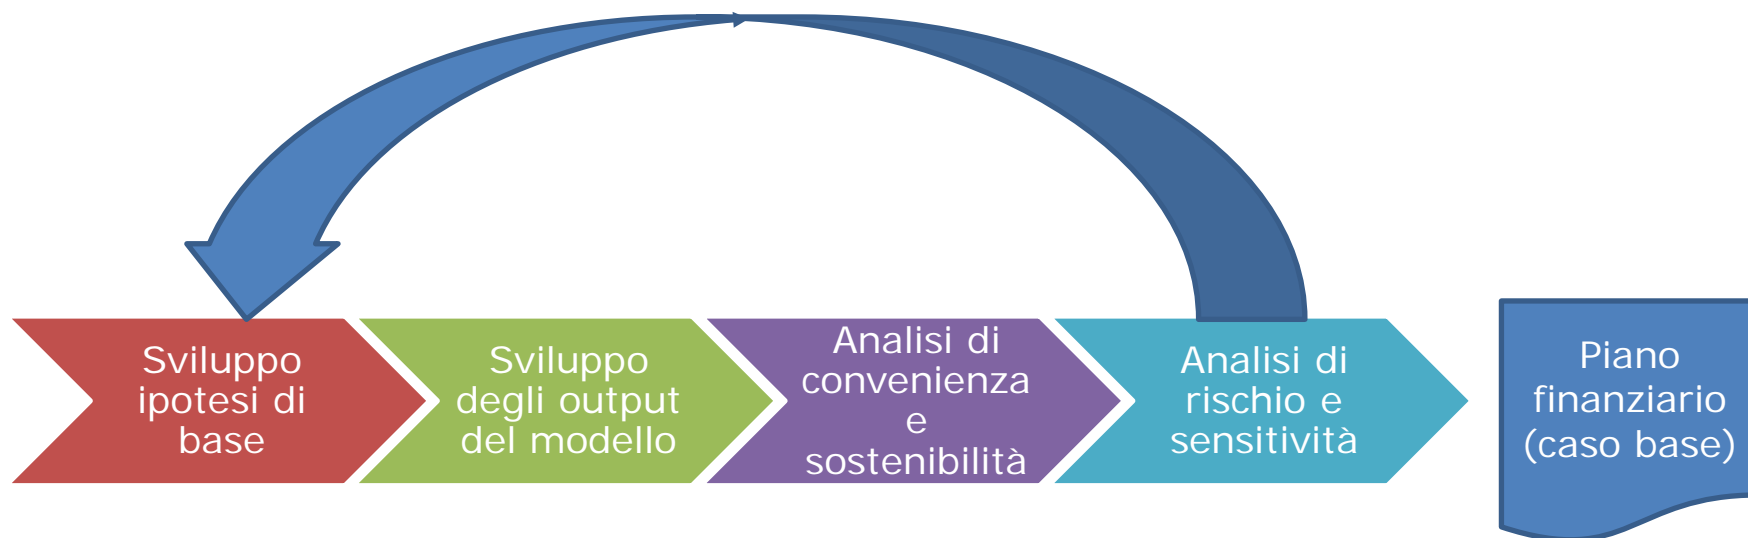 Sviluppo
ipotesi di
base
Sviluppo
degli output
del modello
Analisi di
convenienza
e
sostenibilità
Analisi di
rischio e
sensitività
Piano
finanziario
(caso base)